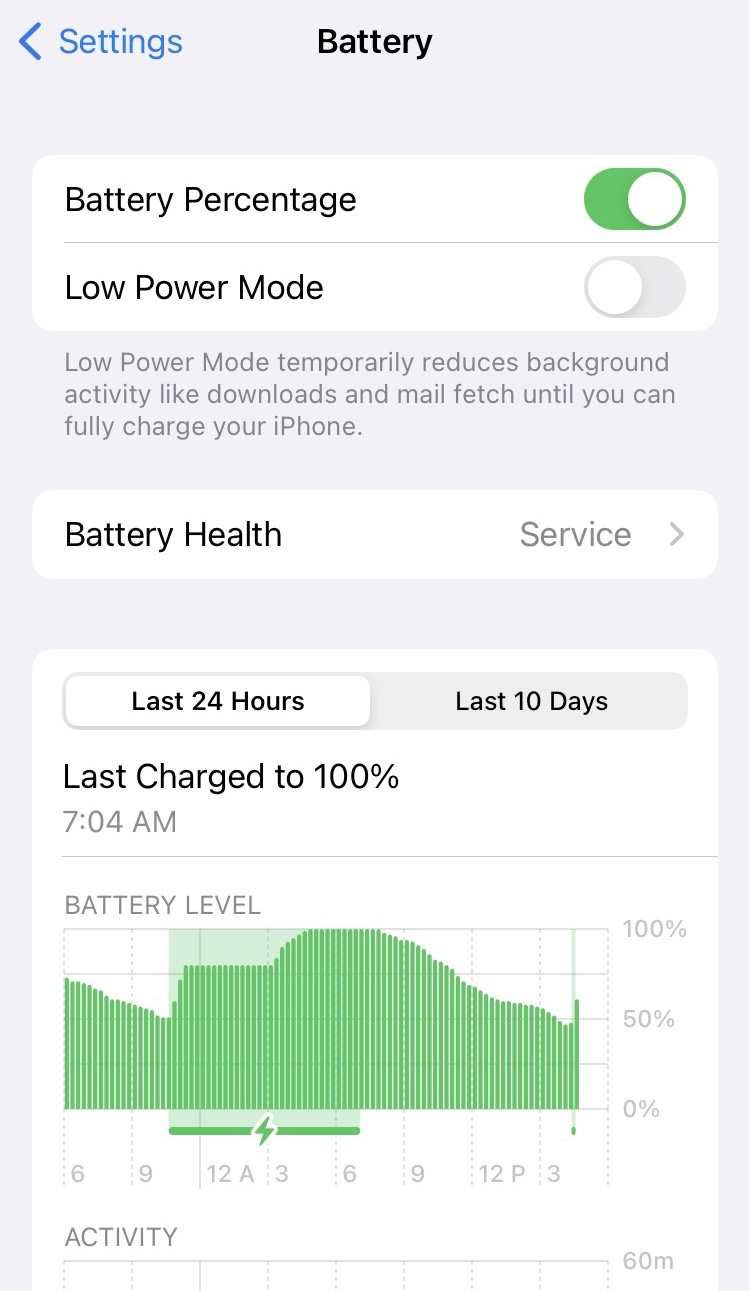 Settings
Battery
Battery Percentage
Low Power Mode
Low Power Mode temporarily reduces background
activity like downloads and mail fetch until you can
fully charge your iPhone.
Battery Health Service
Last 24 Hours Last 10 Days
Last Charged to 100%
7:04 AM
BATTERY LEVEL
100%
50%
0%
6 9 12 A 3 6 9 12 P 3
ACTIVITY
60m